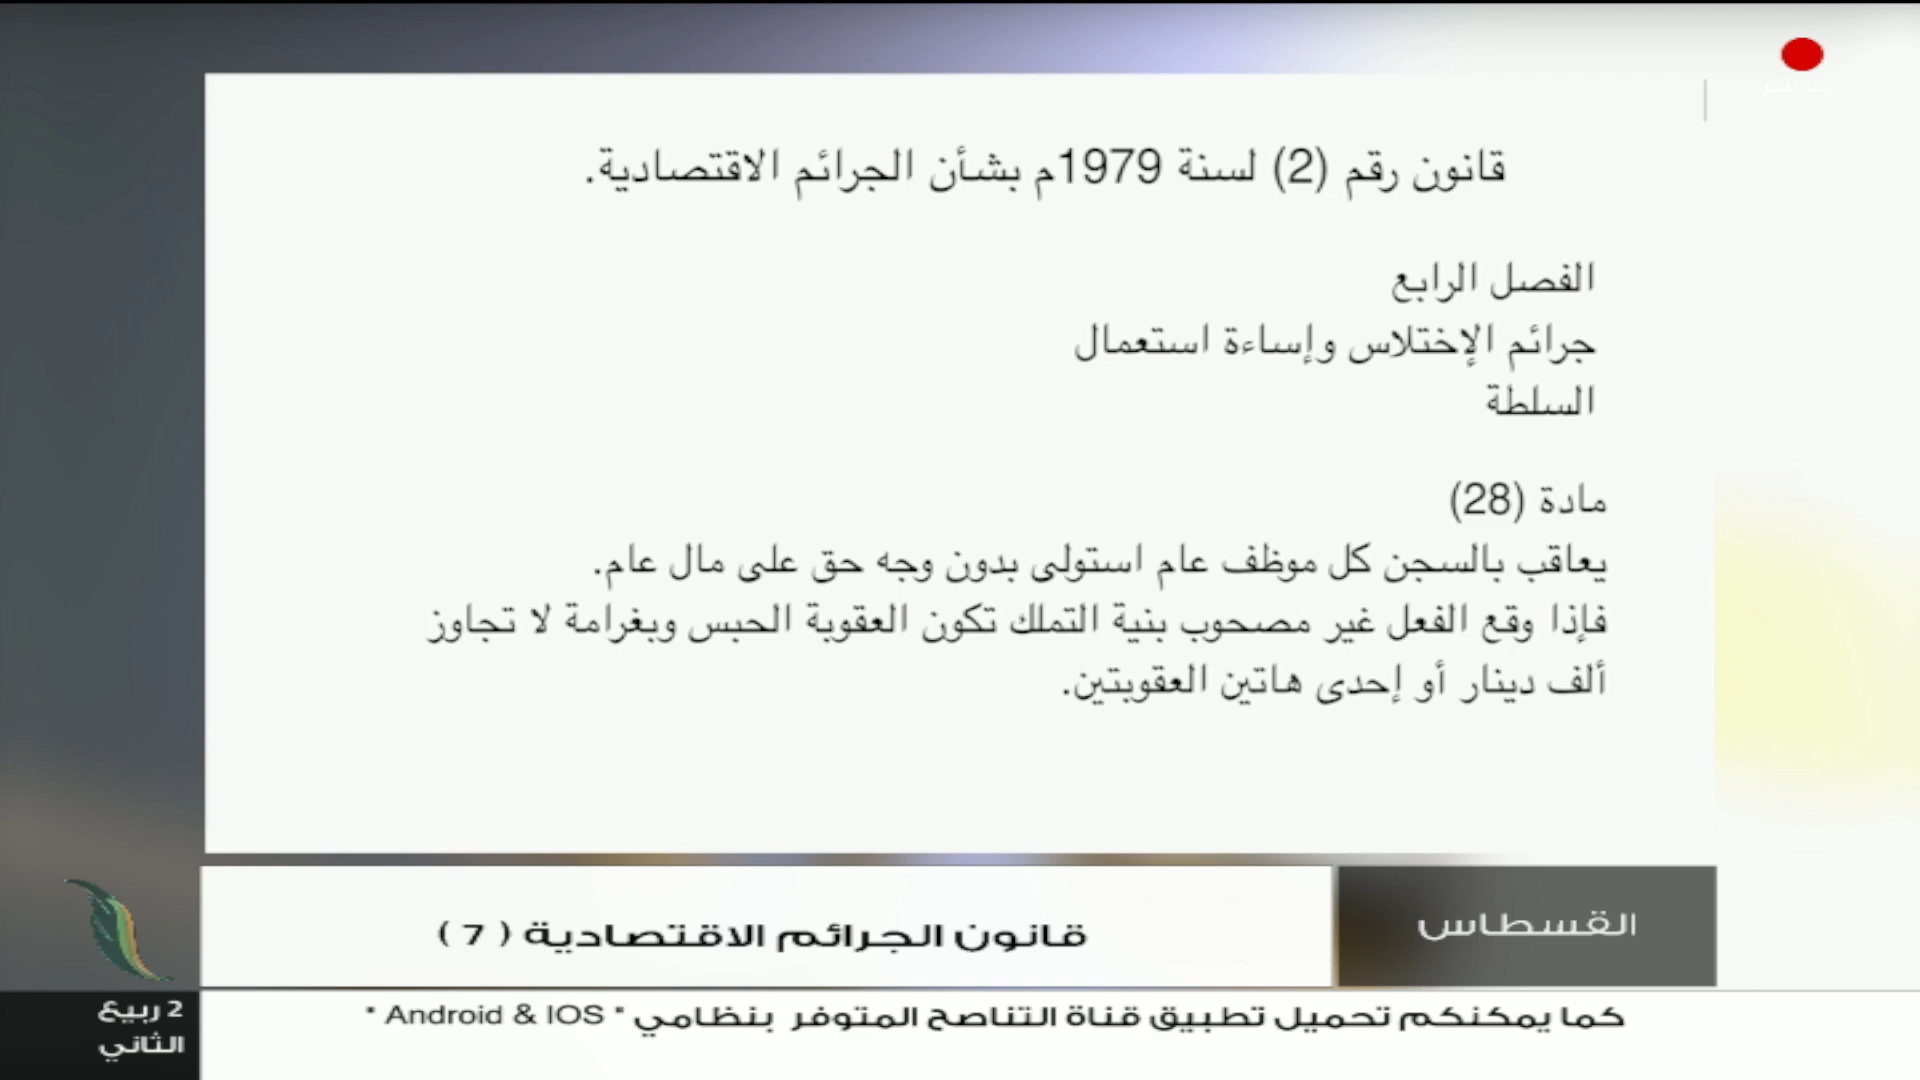 قانون رقم (2) لسنة 1979م بشأن الجرائم الاقتصادية.
الفصل الرابع
جرائم الإختلاس وإساءة استعمال
السلطة
مادة (28)
يعاقب بالسجن كل موظف عام استولى بدون وجه حق على مال عام.
فإذا وقع الفعل غير مصحوب بنية التملك تكون العقوبة الحبس وبغرامة لا تجاوز
ألف دينار أو إحدى هاتين العقوبتين.
القسطاس
قانون الجرائم الاقتصادية ( 7 )
كما يمكنكم تحميل تطبيق قناة التناصح المتوفر بنظامي " Android & IOS "
2 ربيع
الثاني